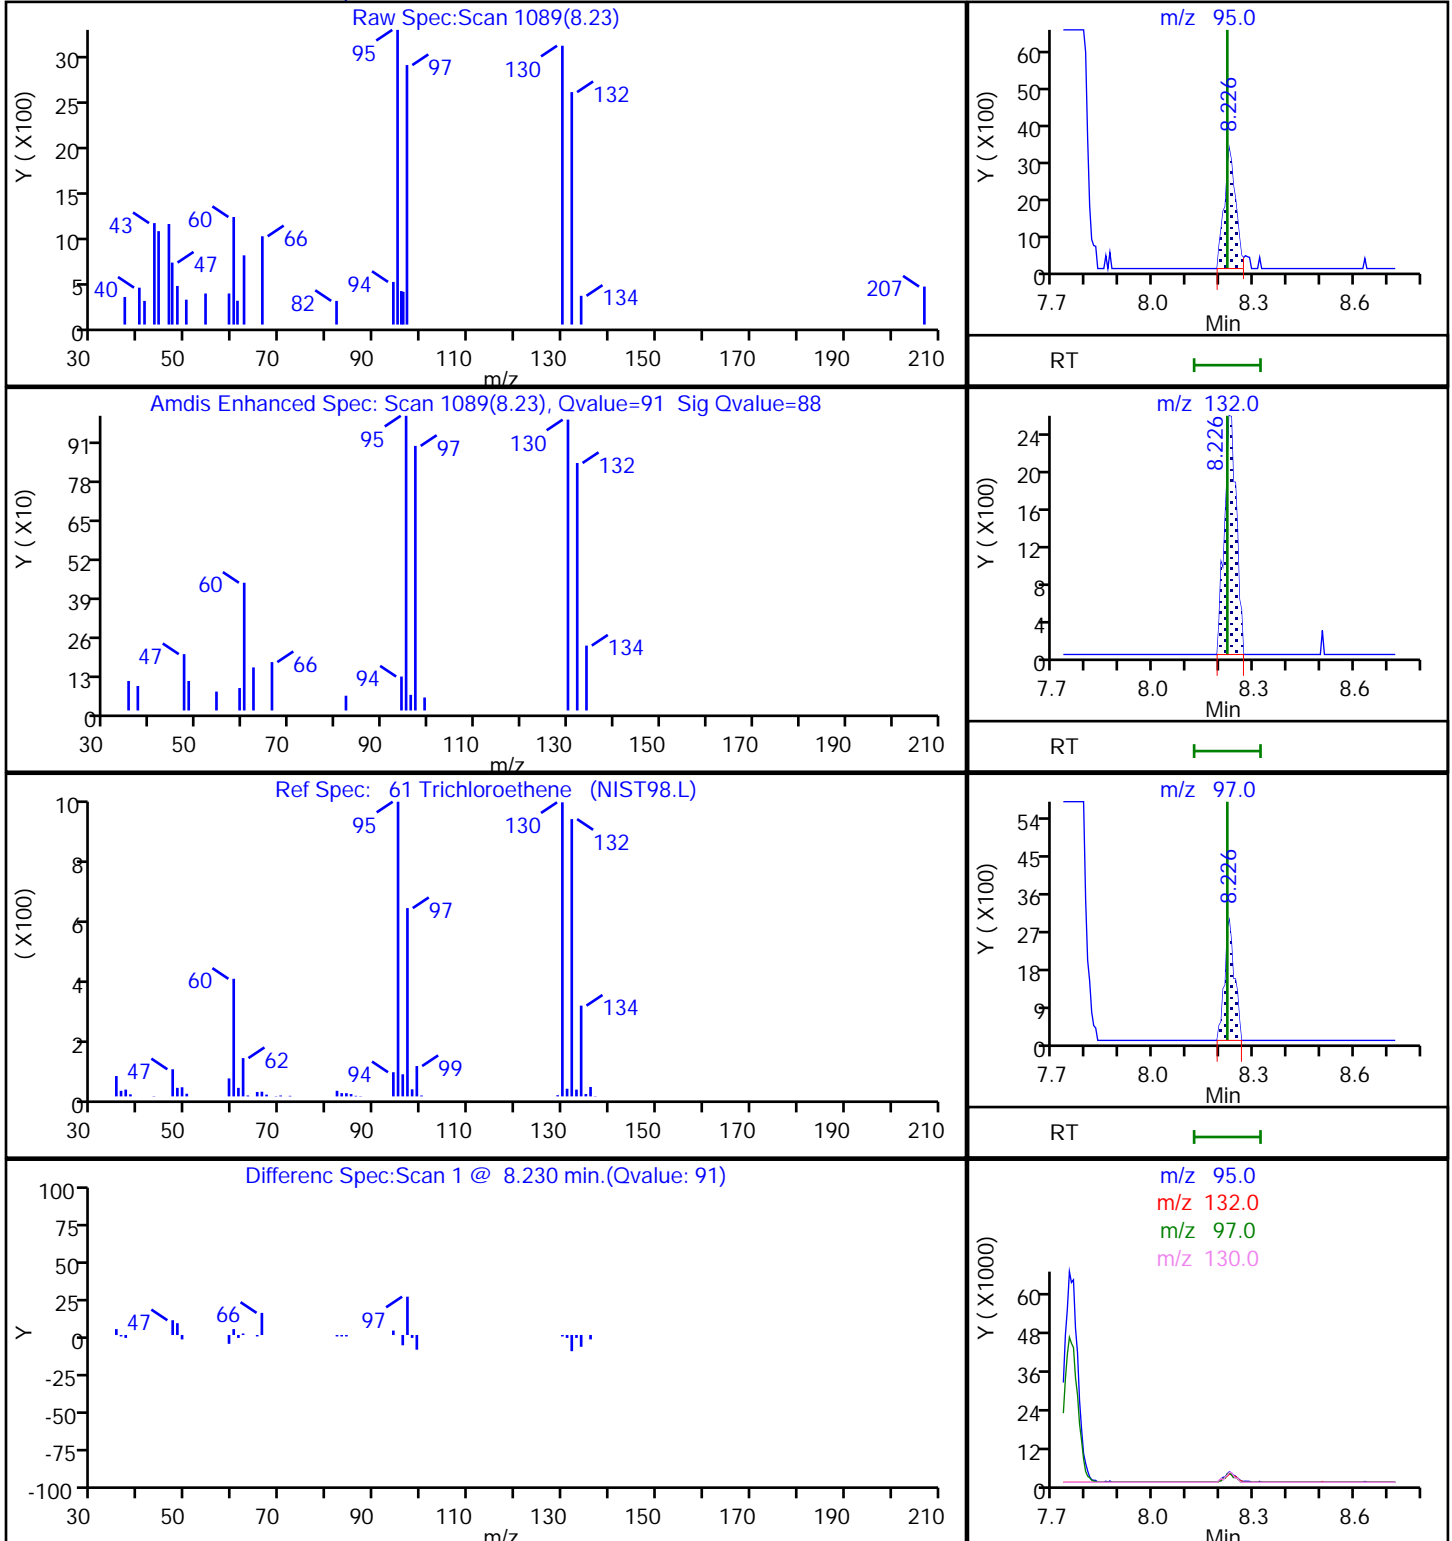 Raw Spec:Scan 1089(8.23)
Y ( X100)
30
25
20
15
10
5
0
95
97
130
132
43
60
66
47
40
82
94
134
207
30 50 70 90 110 130 150 170 190 210
m/z
m/z 95.0
Y ( X100)
60
50
40
30
20
10
0
8.226
7.7 8.0 8.3 8.6
Min
RT
Amdis Enhanced Spec: Scan 1089(8.23), Qvalue=91 Sig Qvalue=88
Y ( X10)
91
78
65
52
39
26
13
0
95
97
130
132
60
47
66
94
134
30 50 70 90 110 130 150 170 190 210
m/z
m/z 132.0
Y ( X100)
24
20
16
12
8
4
0
8.226
7.7 8.0 8.3 8.6
Min
RT
Ref Spec: 61 Trichloroethene (NIST98.L)
( X100)
10
8
6
4
2
0
95
130
132
97
60
134
47
62
94
99
30 50 70 90 110 130 150 170 190 210
m/z 97.0
Y ( X100)
54
45
36
27
18
9
0
8.226
7.7 8.0 8.3 8.6
Min
RT
Differenc Spec:Scan 1 @ 8.230 min.(Qvalue: 91)
Y
100
75
50
25
0
-25
-50
-75
-100
47
66
97
30 50 70 90 110 130 150 170 190 210
m/z
m/z 95.0
m/z 132.0
m/z 97.0
m/z 130.0
Y ( X1000)
60
48
36
24
12
0
7.7 8.0 8.3 8.6
Min